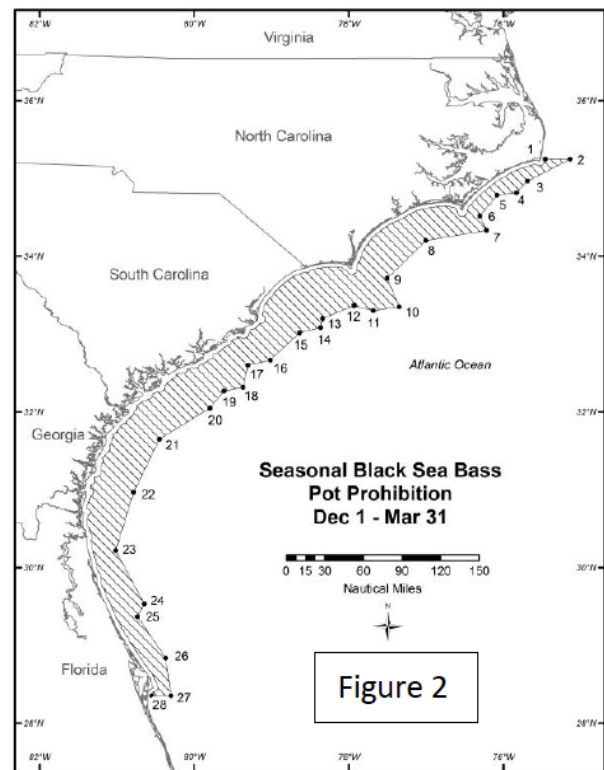 Virginia
36°N
36°N
North Carolina
1
2
3
4
5
6
7
8
34°N
34°N
South Carolina
9
10
11
12
13
14
15
16
17
18
19
20
Atlantic Ocean
32°N
32°N
Georgia
21
Seasonal Black Sea Bass
Pot Prohibition
Dec 1 - Mar 31
22
23
0 15 30 60 90 120 150
Nautical Miles
30°N
30°N
24
25
N
Florida
26
27
28
Figure 2
28°N
28°N
82°W
80°W
78°W
76°W
82°W
80°W
78°W
76°W